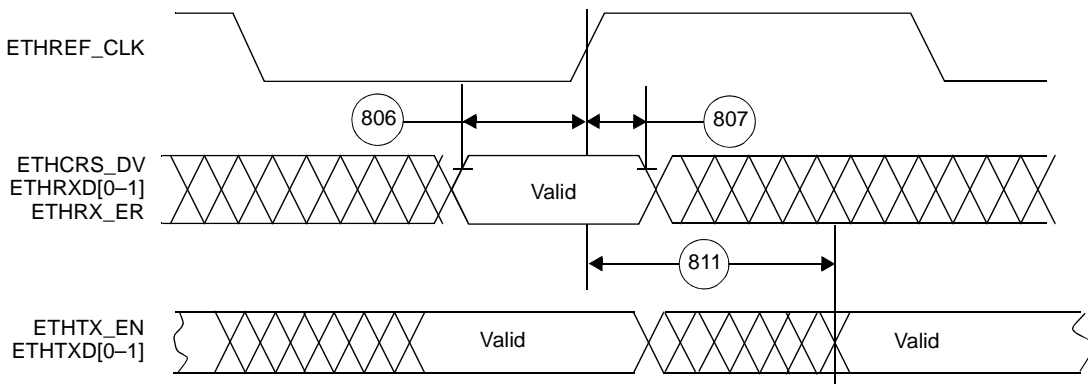 ETHREF_CLK
806
807
ETHCRS_DV
ETHRXD[0–1]
ETHRX_ER
Valid
811
ETHTX_EN
ETHTXD[0–1]
Valid
Valid